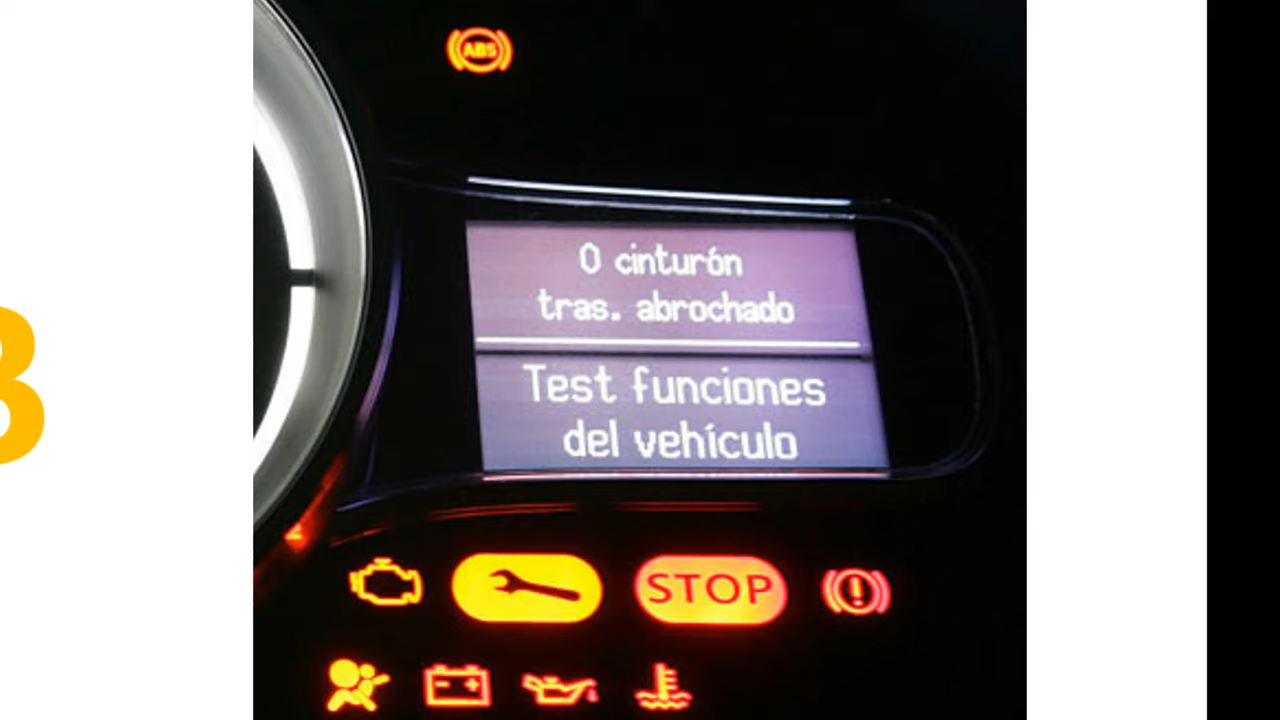 ABS
0 cinturón
tras. abrochado
Test funciones
del vehículo
STOP